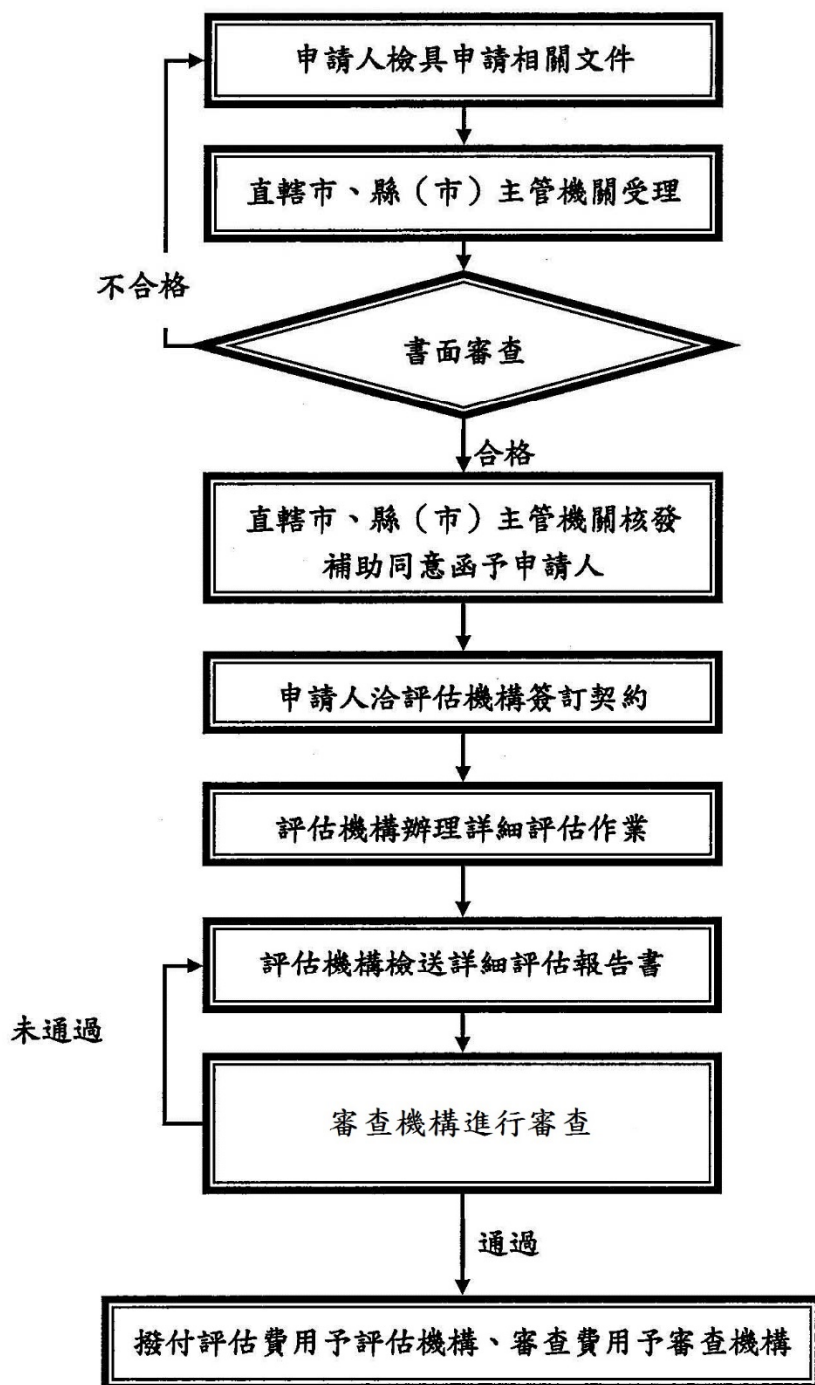 申請人檢具申請相關文件
直轄市、縣（市）主管機關受理
不合格
書面審查
合格
直轄市、縣（市）主管機關核發
補助同意函予申請人
申請人洽評估機構簽訂契約
評估機構辦理詳細評估作業
評估機構檢送詳細評估報告書
未通過
審查機構進行審查
通過
撥付評估費用予評估機構、審查費用予審查機構